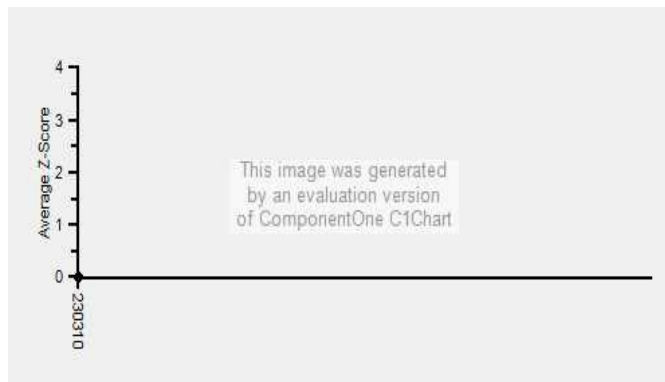 4
3
2
1
0
Average Z-Score
This image was generated
by an evaluation version
of ComponentOne C1Chart
230310